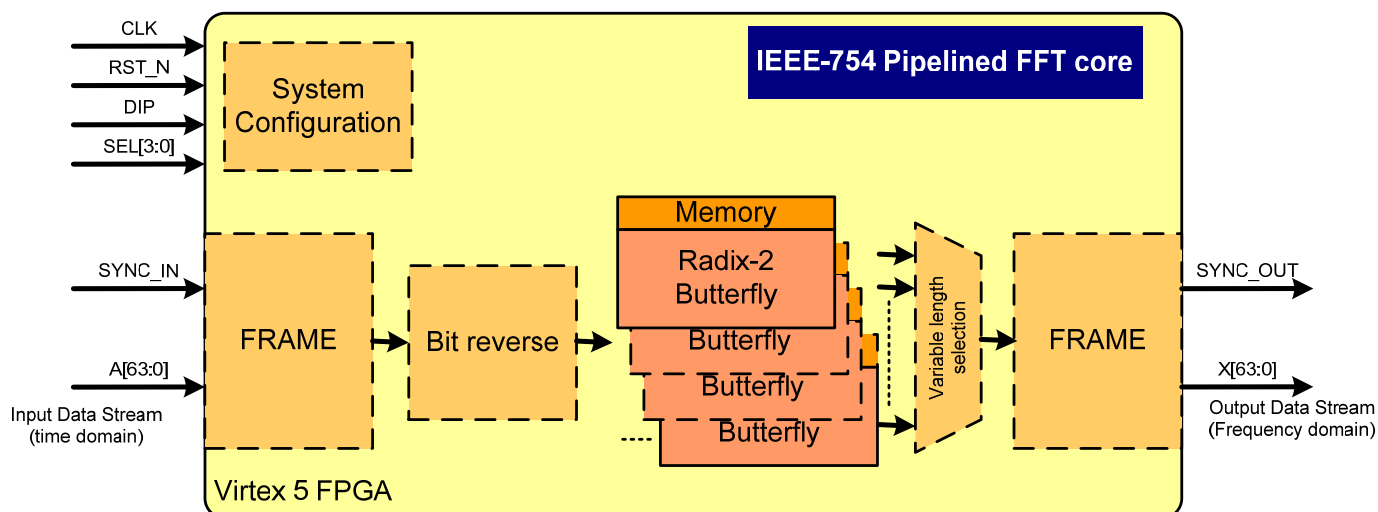 CLK
RST_N
DIP
SEL[3:0]
System
Configuration
IEEE-754 Pipelined FFT core
SYNC_IN
A[63:0]
Input Data Stream
(time domain)
FRAME
Bit reverse
Memory
Radix-2
Butterfly
Butterfly
Butterfly
Butterfly
Variable length
selection
FRAME
SYNC_OUT
X[63:0]
Output Data Stream
(Frequency domain)
Virtex 5 FPGA